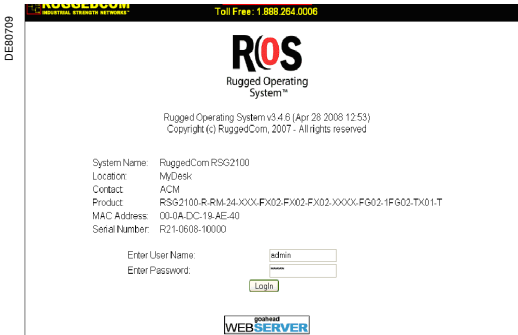 RUGGEDCOM
INDUSTRIAL STRENGTH NETWORKS™
Toll Free: 1.888.264.0006
DE80709
ROS
Rugged Operating
System™
Rugged Operating System v3.4.6 (Apr 28 2008 12:53)
Copyright (c) RuggedCom, 2007 - All rights reserved
System Name: RuggedCom RSG2100
Location: MyDesk
Contact: ACM
Product: RSG2100-R-RM-24-XXX-FX02-FX02-FX02-XXXX-FG02-1FG02-TX01-T
MAC Address: 00-0A-DC-19-AE-40
Serial Number: R21-0608-10000
Enter User Name: admin
Enter Password: *****
LogIn
goahead
WEBSERVER